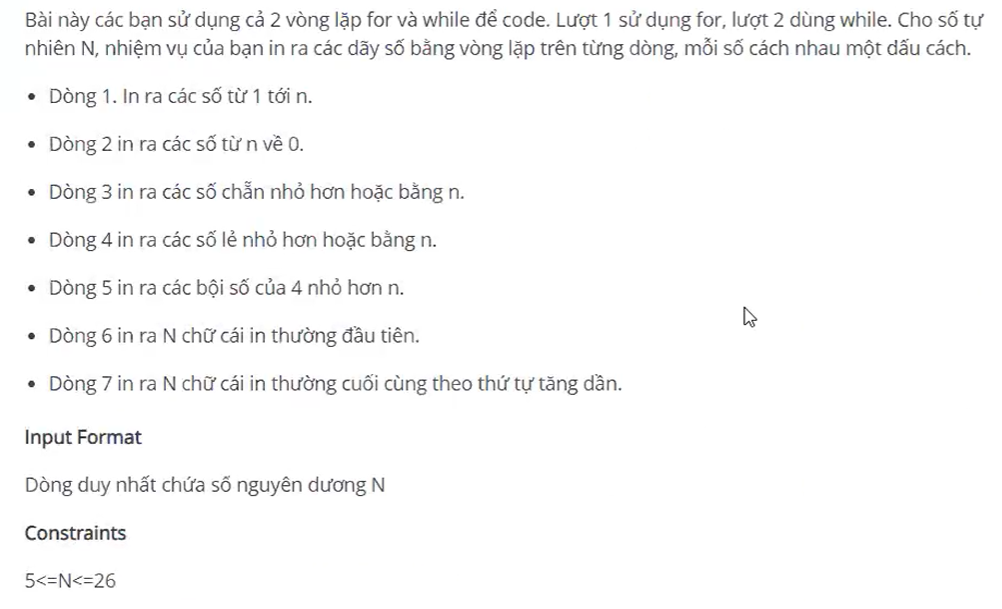 Bài này các bạn sử dụng cả 2 vòng lặp for và while để code. Lượt 1 sử dụng for, lượt 2 dùng while. Cho số tự
nhiên N, nhiệm vụ của bạn in ra các dãy số bằng vòng lặp trên từng dòng, mỗi số cách nhau một dấu cách.
• Dòng 1. In ra các số từ 1 tới n.
• Dòng 2 in ra các số từ n về 0.
• Dòng 3 in ra các số chẵn nhỏ hơn hoặc bằng n.
• Dòng 4 in ra các số lẻ nhỏ hơn hoặc bằng n.
• Dòng 5 in ra các bội số của 4 nhỏ hơn n.
• Dòng 6 in ra N chữ cái in thường đầu tiên.
• Dòng 7 in ra N chữ cái in thường cuối cùng theo thứ tự tăng dần.
Input Format
Dòng duy nhất chứa số nguyên dương N
Constraints
5<=N<=26